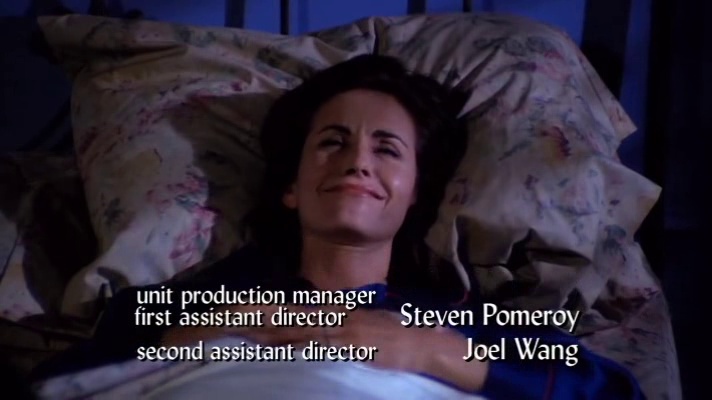 unit production manager
first assistant director Steven Pomeroy
second assistant director Joel Wang